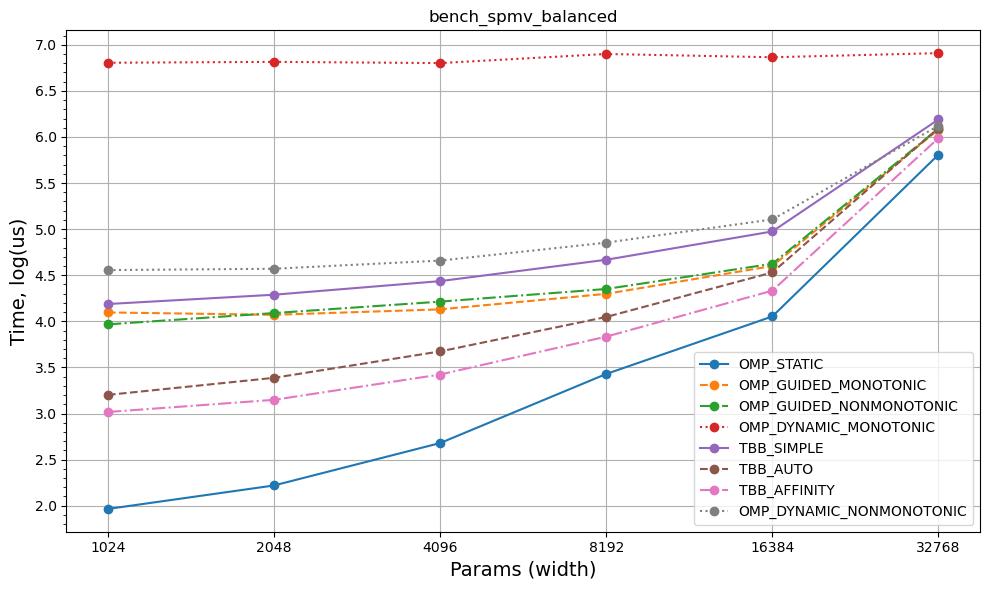 bench_spmv_balanced
Time, log(us)
7.0
6.5
6.0
5.5
5.0
4.5
4.0
3.5
3.0
2.5
2.0
OMP_STATIC
OMP_GUIDED_MONOTONIC
OMP_GUIDED_NONMONOTONIC
OMP_DYNAMIC_MONOTONIC
TBB_SIMPLE
TBB_AUTO
TBB_AFFINITY
OMP_DYNAMIC_NONMONOTONIC
1024 2048 4096 8192 16384 32768
Params (width)